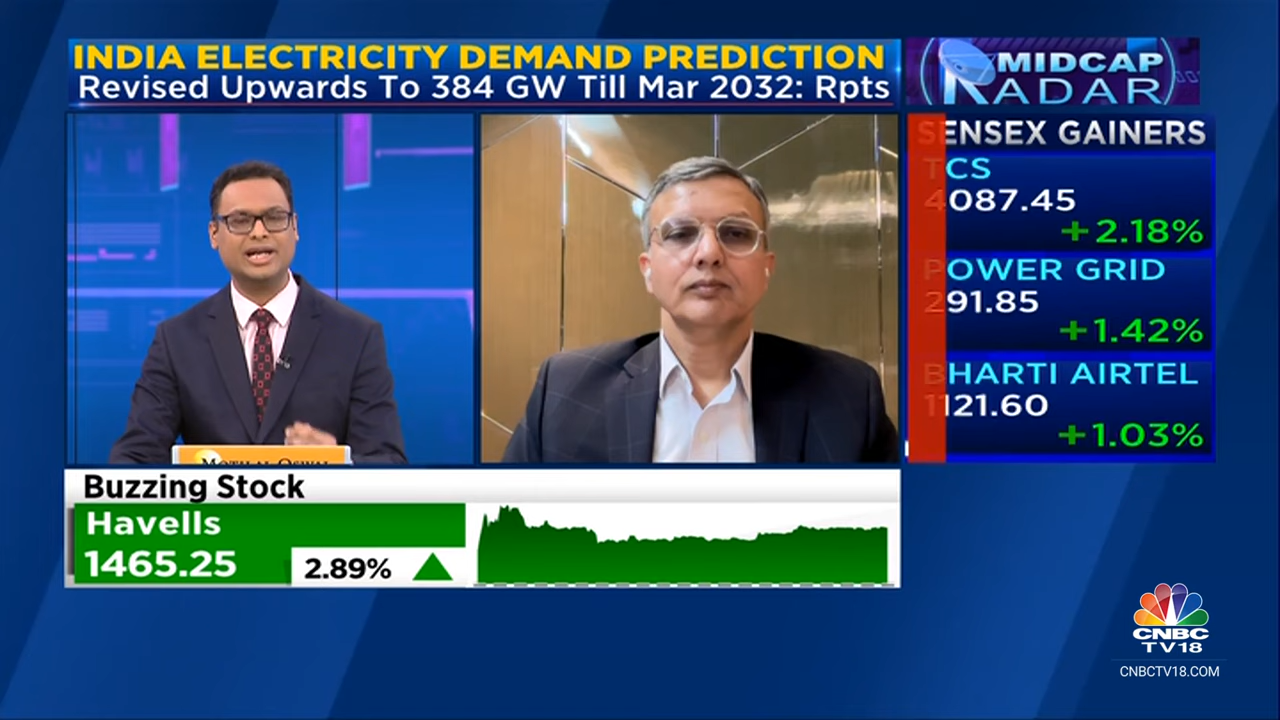 INDIA ELECTRICITY DEMAND PREDICTION
Revised Upwards To 384 GW Till Mar 2032: Rpts
MIDCAP
RADAR
SENSEX GAINERS
TCS
4087.45
+2.18%
POWER GRID
291.85
+1.42%
BHARTI AIRTEL
1121.60
+1.03%
MOTILAL OSWAL
Buzzing Stock
Havells
1465.25
2.89%
CNBC
TV18
CNBCTV18.COM